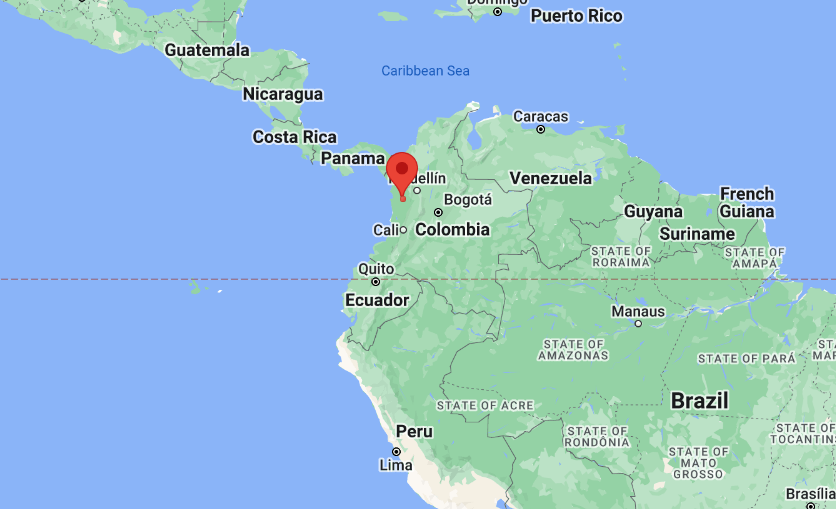 Domingo
Puerto Rico
Guatemala
Caribbean Sea
Nicaragua
Caracas
Costa Rica
Panama
Venezuela
French
Guiana
Bogotá
Guyana
Cali
Colombia
Suriname
STATE OF
RORAIMA
STATE OF
AMAPÁ
Quito
Ecuador
Manaus
STATE OF
AMAZONAS
STATE OF PARÁ
Brazil
STATE OF ACRE
Peru
STATE OF
RONDÔNIA
STATE OF
TOCANTINS
STATE OF
MATO
GROSSO
Lima